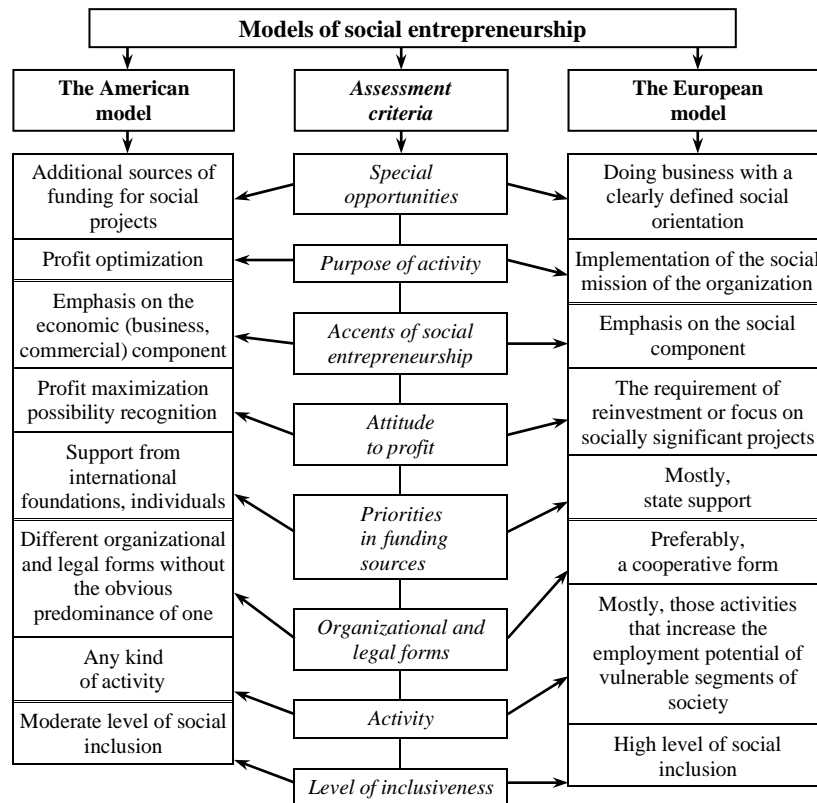 Models of social entrepreneurship
The American
model
Assessment
criteria
The European
model
Additional sources of
funding for social
projects
Special
opportunities
Doing business with a
clearly defined social
orientation
Profit optimization
Purpose of activity
Implementation of the social
mission of the organization
Emphasis on the
economic (business,
commercial) component
Accents of social
entrepreneurship
Emphasis on the social
component
Profit maximization
possibility recognition
Attitude
to profit
The requirement of
reinvestment or focus on
socially significant projects
Support from
international
foundations, individuals
Priorities
in funding
sources
Mostly,
state support
Different organizational
and legal forms without
the obvious
predominance of one
Organizational and
legal forms
Preferably,
a cooperative form
Any kind
of activity
Activity
Mostly, those activities
that increase the
employment potential of
vulnerable segments of
society
Moderate level of social
inclusion
Level of inclusiveness
High level of social
inclusion